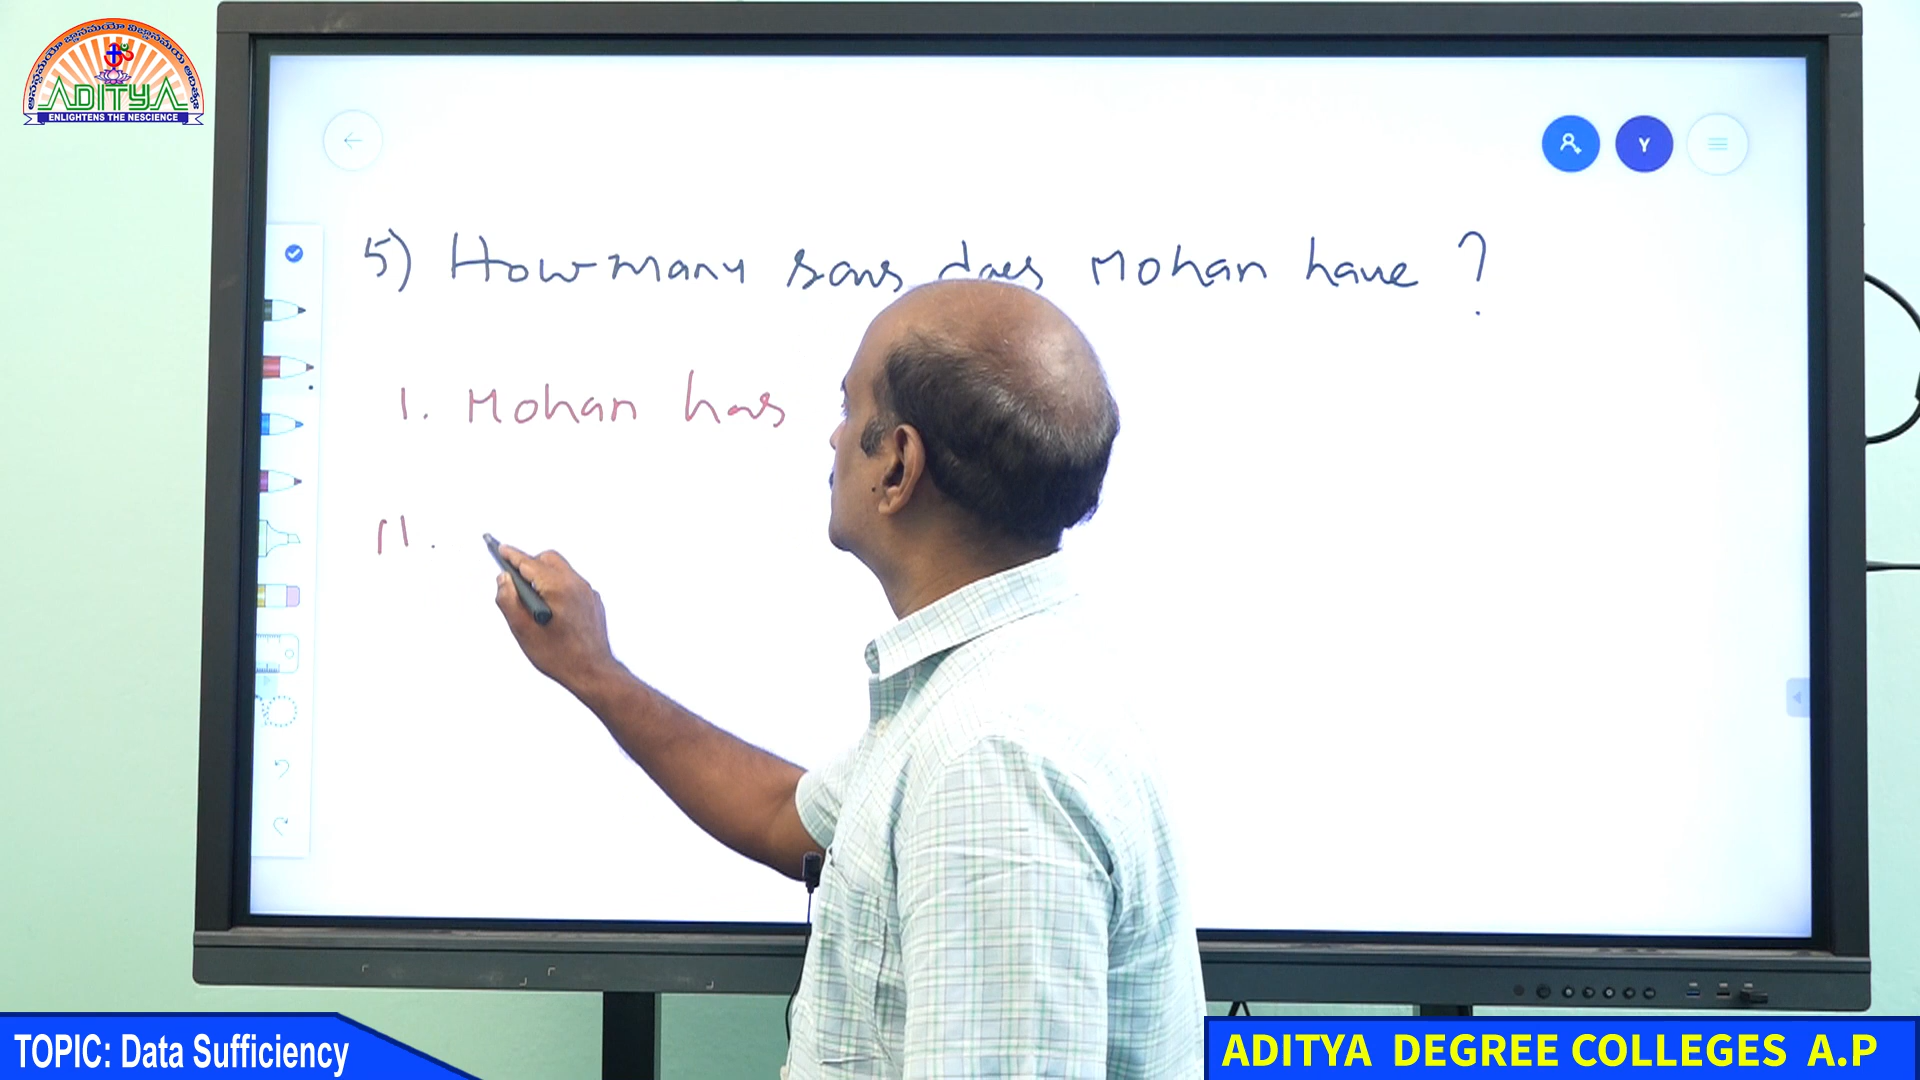 ADITYA
ENLIGHTENS THE NESCIENCE
Y
5) How many sons does Mohan have ?
I. Mohan has
II.
TOPIC: Data Sufficiency
ADITYA DEGREE COLLEGES A.P